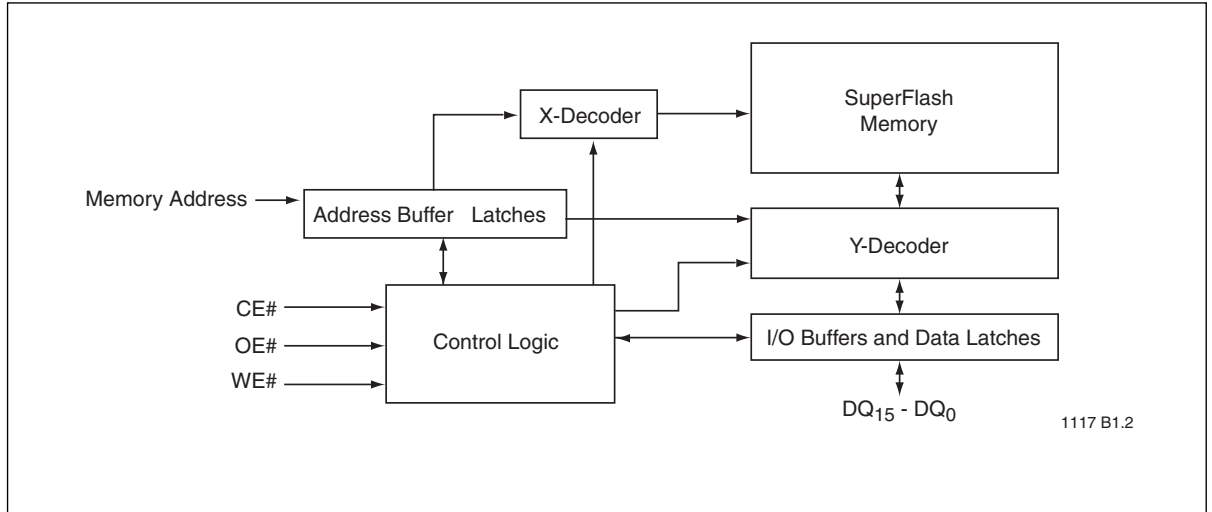 SuperFlash
Memory
X-Decoder
Memory Address
Address Buffer Latches
Y-Decoder
CE#
OE#
WE#
Control Logic
I/O Buffers and Data Latches
DQ15 - DQ0
1117 B1.2